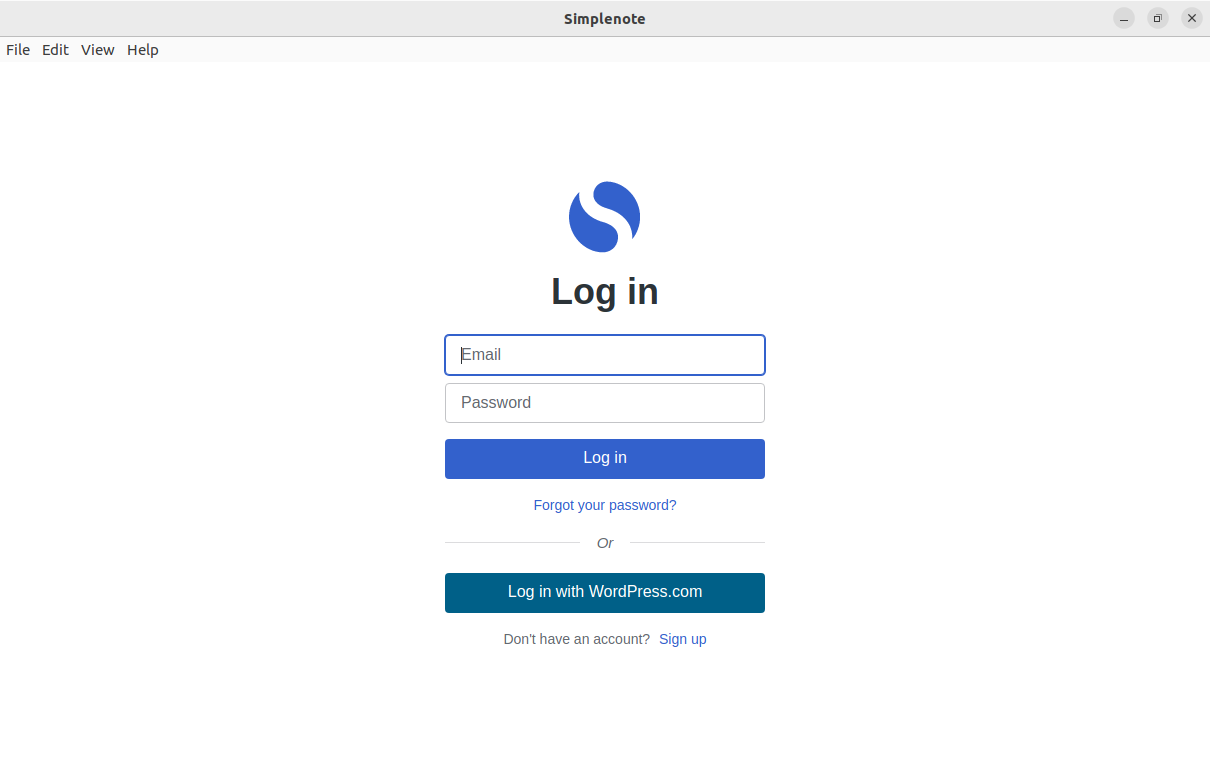 Simplenote
File Edit View Help
Log in
Email
Password
Log in
Forgot your password?
Or
Log in with WordPress.com
Don't have an account? Sign up